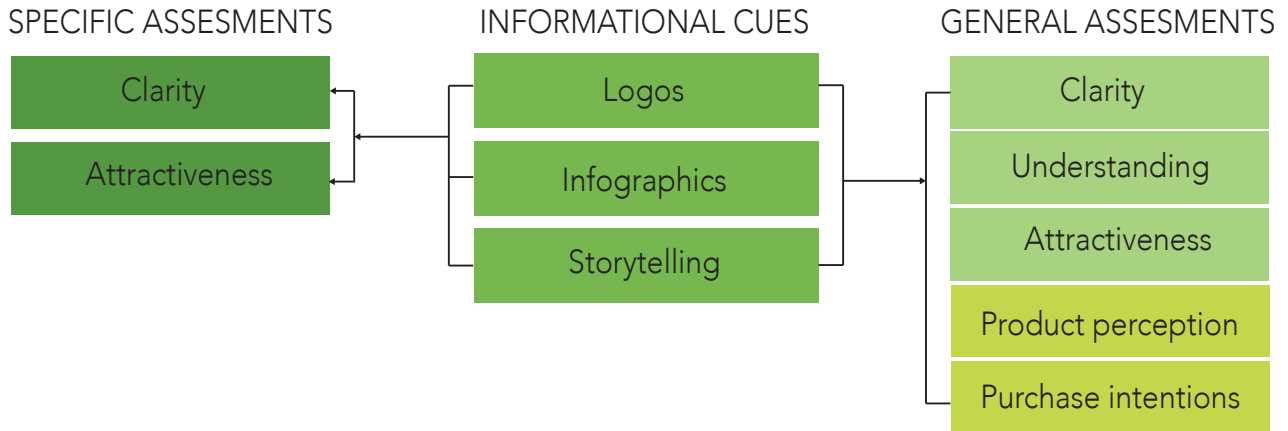 SPECIFIC ASSESMENTS
Clarity
Attractiveness
INFORMATIONAL CUES
Logos
Infographics
Storytelling
GENERAL ASSESMENTS
Clarity
Understanding
Attractiveness
Product perception
Purchase intentions